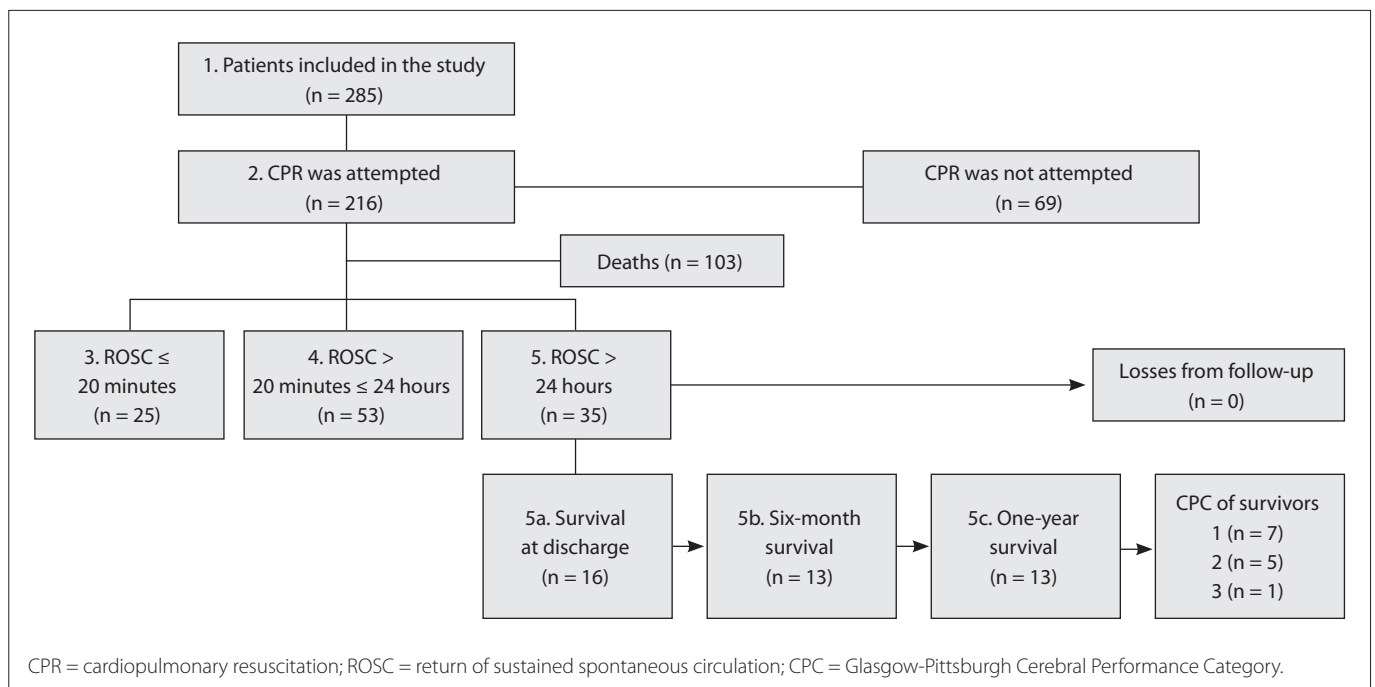 1. Patients included in the study
(n = 285)
2. CPR was attempted
(n = 216)
CPR was not attempted
(n = 69)
Deaths (n = 103)
3. ROSC ≤
20 minutes
(n = 25)
4. ROSC >
20 minutes ≤ 24 hours
(n = 53)
5. ROSC >
24 hours
(n = 35)
Losses from follow-up
(n = 0)
5a. Survival
at discharge
(n = 16)
5b. Six-month
survival
(n = 13)
5c. One-year
survival
(n = 13)
CPC of survivors
1 (n = 7)
2 (n = 5)
3 (n = 1)
CPR = cardiopulmonary resuscitation; ROSC = return of sustained spontaneous circulation; CPC = Glasgow-Pittsburgh Cerebral Performance Category.